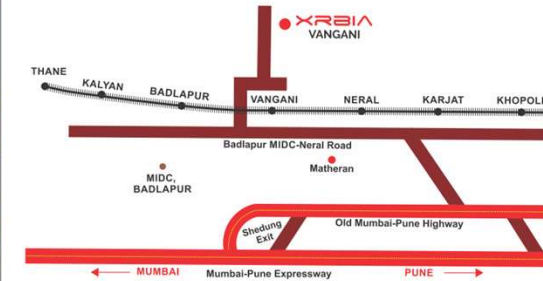 XRBIA
VANGANI
THANE
KALYAN
BADLAPUR
VANGANI
NERAL
KARJAT
KHOPOLI
Badlapur MIDC-Neral Road
MIDC,
BADLAPUR
Matheran
Shedung
Exit
Old Mumbai-Pune Highway
MUMBAI
Mumbai-Pune Expressway
PUNE